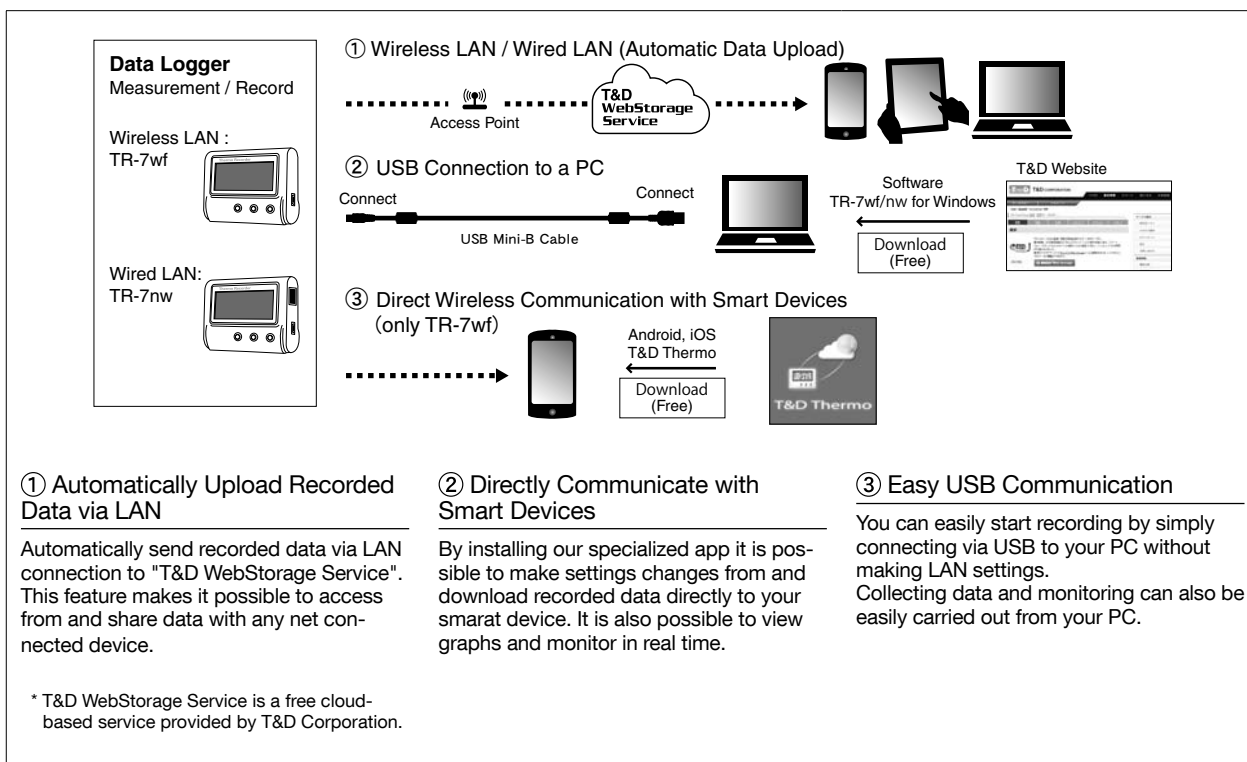 Data Logger
Measurement / Record
Wireless LAN :
TR-7wf
Wired LAN:
TR-7nw
① Wireless LAN / Wired LAN (Automatic Data Upload)
Access Point
T&D
WebStorage
Service
② USB Connection to a PC
Connect
Connect
USB Mini-B Cable
Software
TR-7wf/nw for Windows
Download
(Free)
T&D Website
③ Direct Wireless Communication with Smart Devices
(only TR-7wf)
Android, iOS
T&D Thermo
Download
(Free)
T&D Thermo
① Automatically Upload Recorded
Data via LAN
Automatically send recorded data via LAN
connection to "T&D WebStorage Service".
This feature makes it possible to access
from and share data with any net con-
nected device.
* T&D WebStorage Service is a free cloud-
based service provided by T&D Corporation.
② Directly Communicate with
Smart Devices
By installing our specialized app it is pos-
sible to make settings changes from and
download recorded data directly to your
smarat device. It is also possible to view
graphs and monitor in real time.
③ Easy USB Communication
You can easily start recording by simply
connecting via USB to your PC without
making LAN settings.
Collecting data and monitoring can also be
easily carried out from your PC.